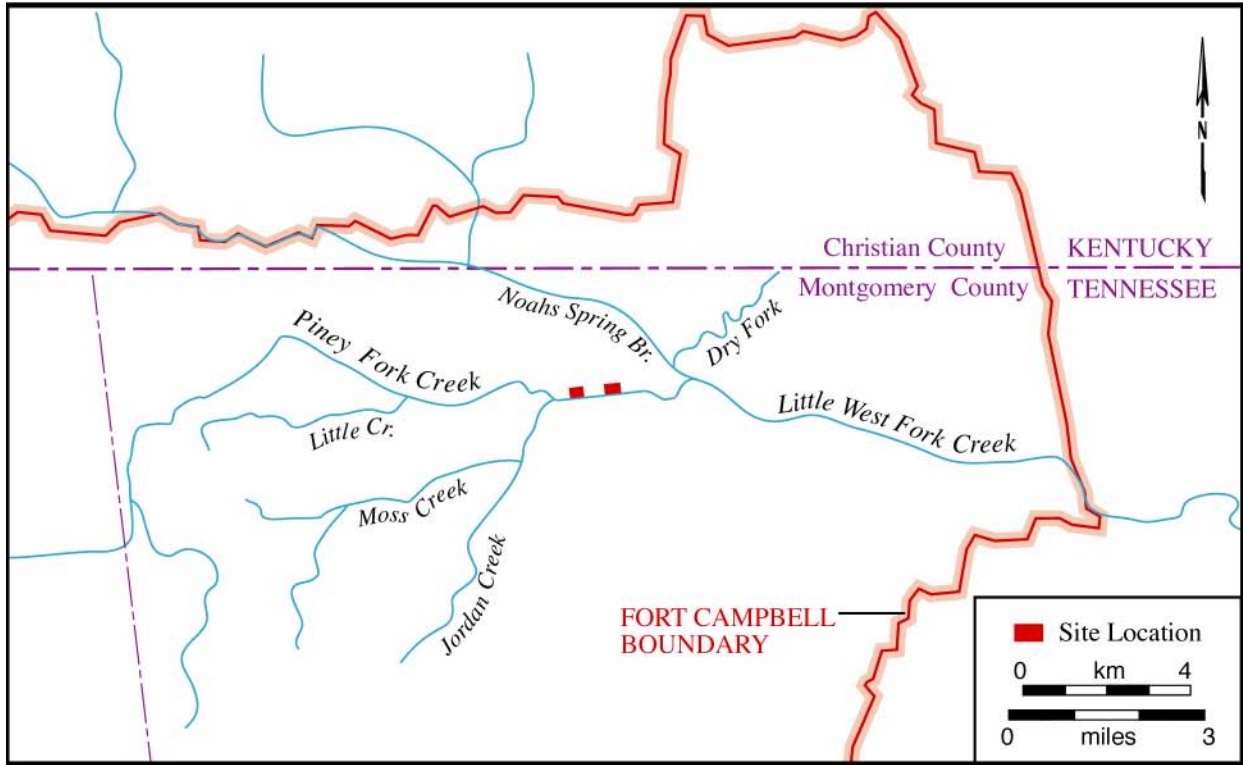 N
Christian County
KENTUCKY
Montgomery County
TENNESSEE
Noahs Spring Br.
Dry Fork
Piney Fork Creek
Little Cr.
Little West Fork Creek
Moss Creek
Jordan Creek
FORT CAMPBELL
BOUNDARY
Site Location
0 km 4
0 miles 3